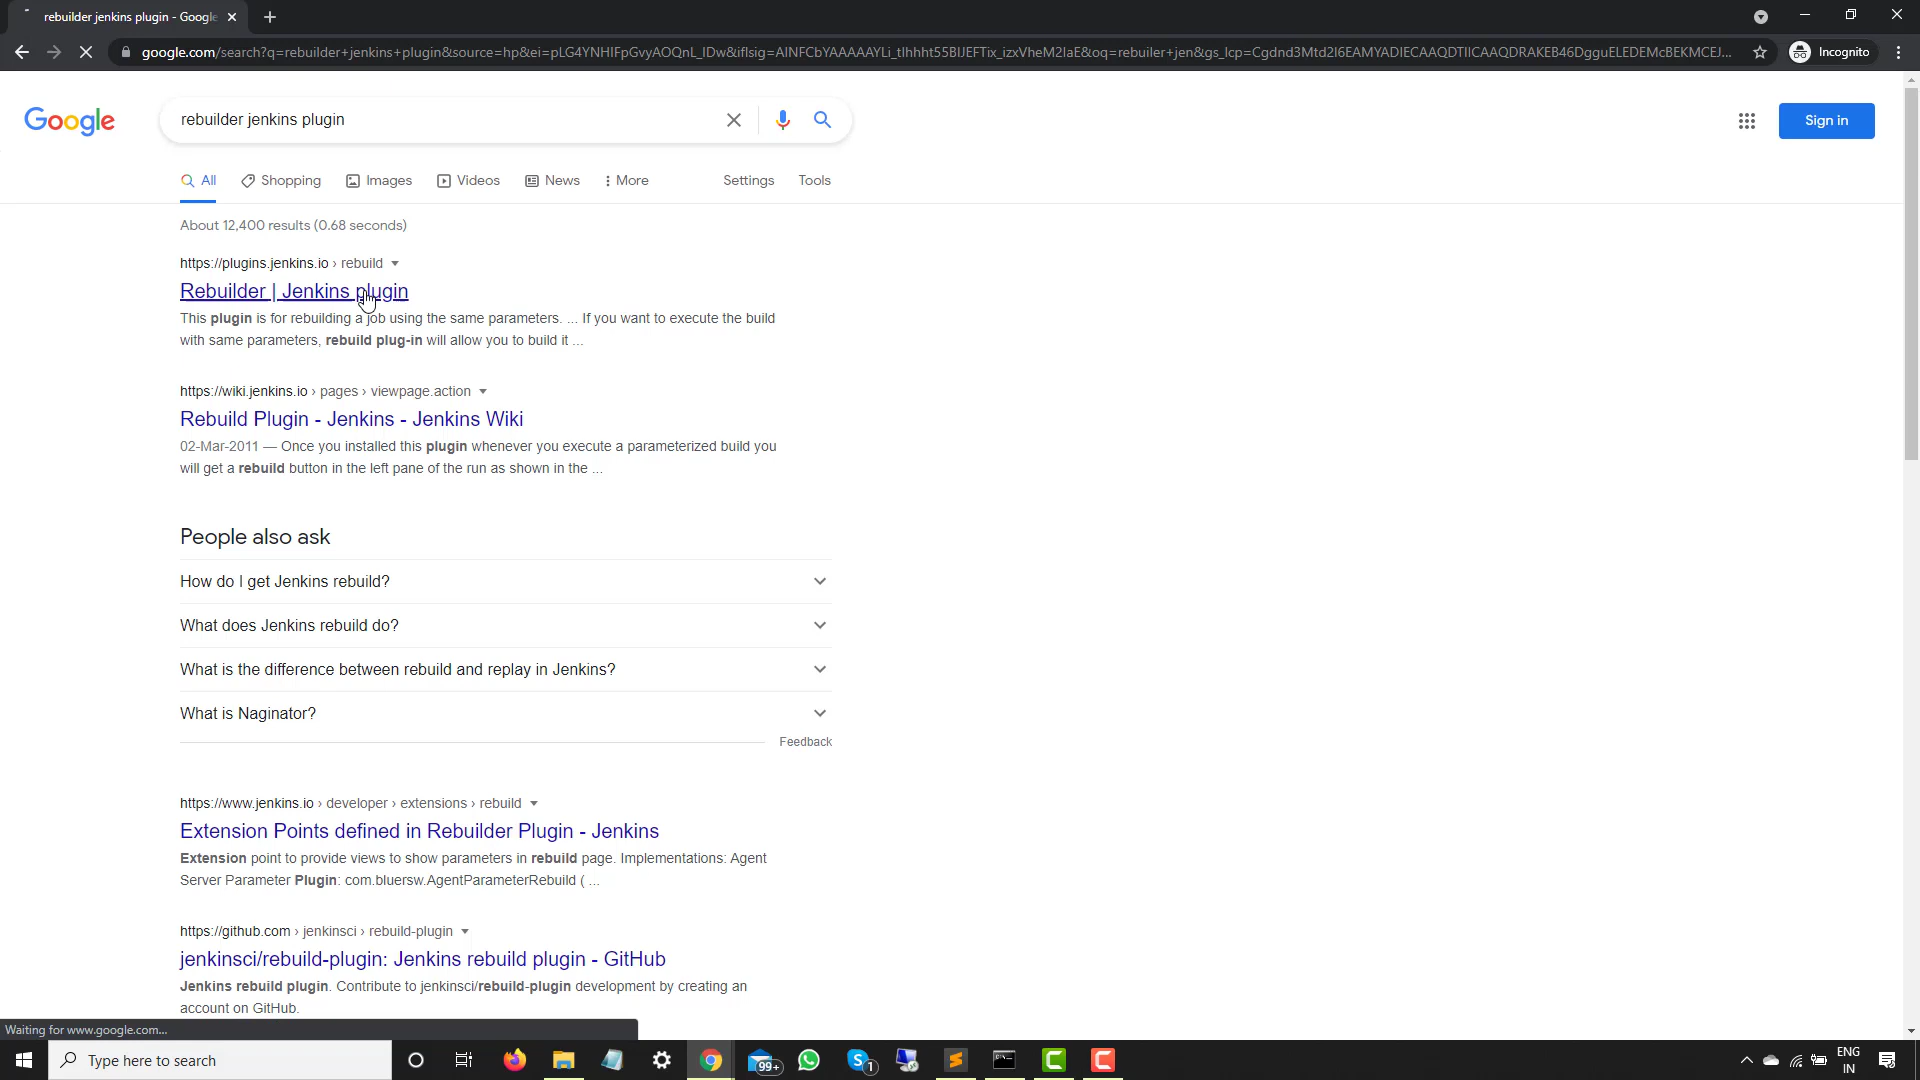 rebuilder jenkins plugin - Google
google.com/search?q=rebuilder+jenkins+plugin&source=hp&ei=pLG4YNHIFpGvyAOQnL_IDw&iflsig=AINFCbYAAAAAYLi_tIhhht55BIJEFTix_izxVheM2IaE&oq=rebuiler+jen&gs_lcp=Cgdnd3Mtd2l6EAMYADIECAAQDTIICAAQDRAKEB46DgguELEDEMcBEKMCEJ...
Incognito
Google
rebuilder jenkins plugin
Sign in
All Shopping Images Videos News More Settings Tools
About 12,400 results (0.68 seconds)
https://plugins.jenkins.io › rebuild
Rebuilder | Jenkins plugin
This plugin is for rebuilding a job using the same parameters. ... If you want to execute the build
with same parameters, rebuild plug-in will allow you to build it ...
https://wiki.jenkins.io › pages › viewpage.action
Rebuild Plugin - Jenkins - Jenkins Wiki
02-Mar-2011 — Once you installed this plugin whenever you execute a parameterized build you
will get a rebuild button in the left pane of the run as shown in the ...
People also ask
How do I get Jenkins rebuild?
What does Jenkins rebuild do?
What is the difference between rebuild and replay in Jenkins?
What is Naginator?
Feedback
https://www.jenkins.io › developer › extensions › rebuild
Extension Points defined in Rebuilder Plugin - Jenkins
Extension point to provide views to show parameters in rebuild page. Implementations: Agent
Server Parameter Plugin: com.bluersw.AgentParameterRebuild ( ...
https://github.com › jenkinsci › rebuild-plugin
jenkinsci/rebuild-plugin: Jenkins rebuild plugin - GitHub
Jenkins rebuild plugin. Contribute to jenkinsci/rebuild-plugin development by creating an
account on GitHub.
Waiting for www.google.com...
Type here to search
99+
1
ENG
IN